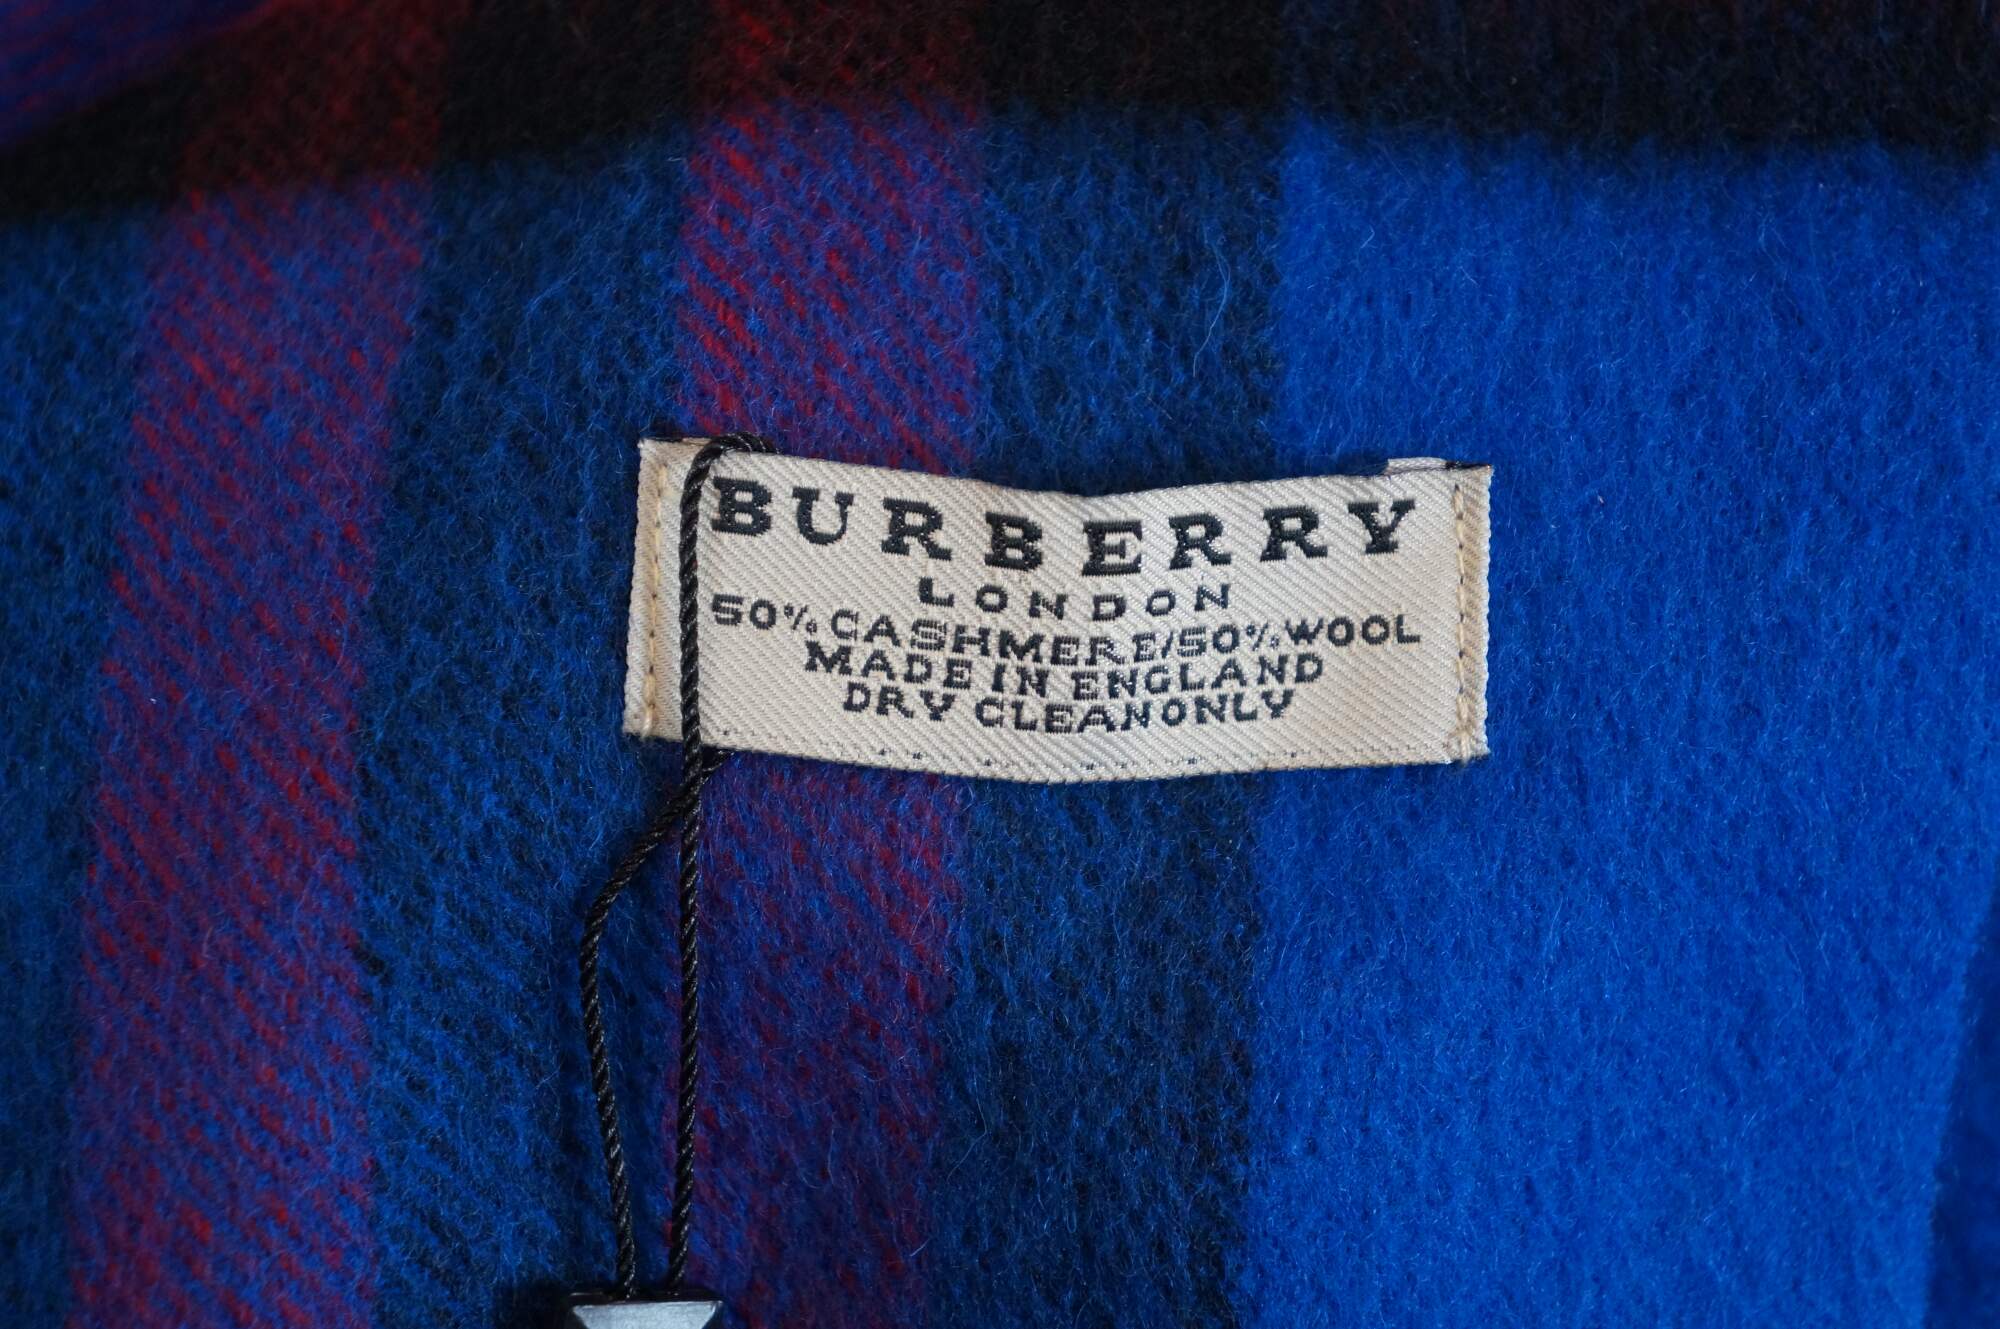 BURBERRY
LONDON
50% CASHMERE/50% WOOL
MADE IN ENGLAND
DRY CLEAN ONLY